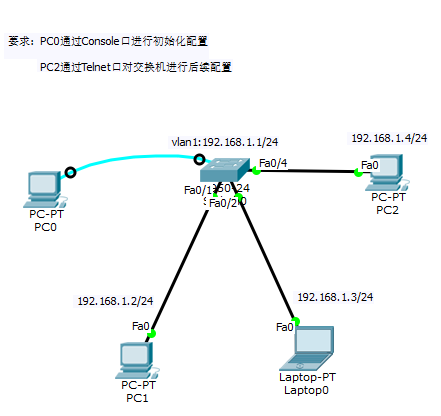 要求：PC0通过Console口进行初始化配置
PC2通过Telnet口对交换机进行后续配置
vlan1:192.168.1.1/24
192.168.1.4/24
Fa0/4
Fa0
PC-PT
PC2
PC-PT
PC0
Fa0/1
Fa0/2
192.168.1.2/24
192.168.1.3/24
Fa0
Fa0
PC-PT
PC1
Laptop-PT
Laptop0